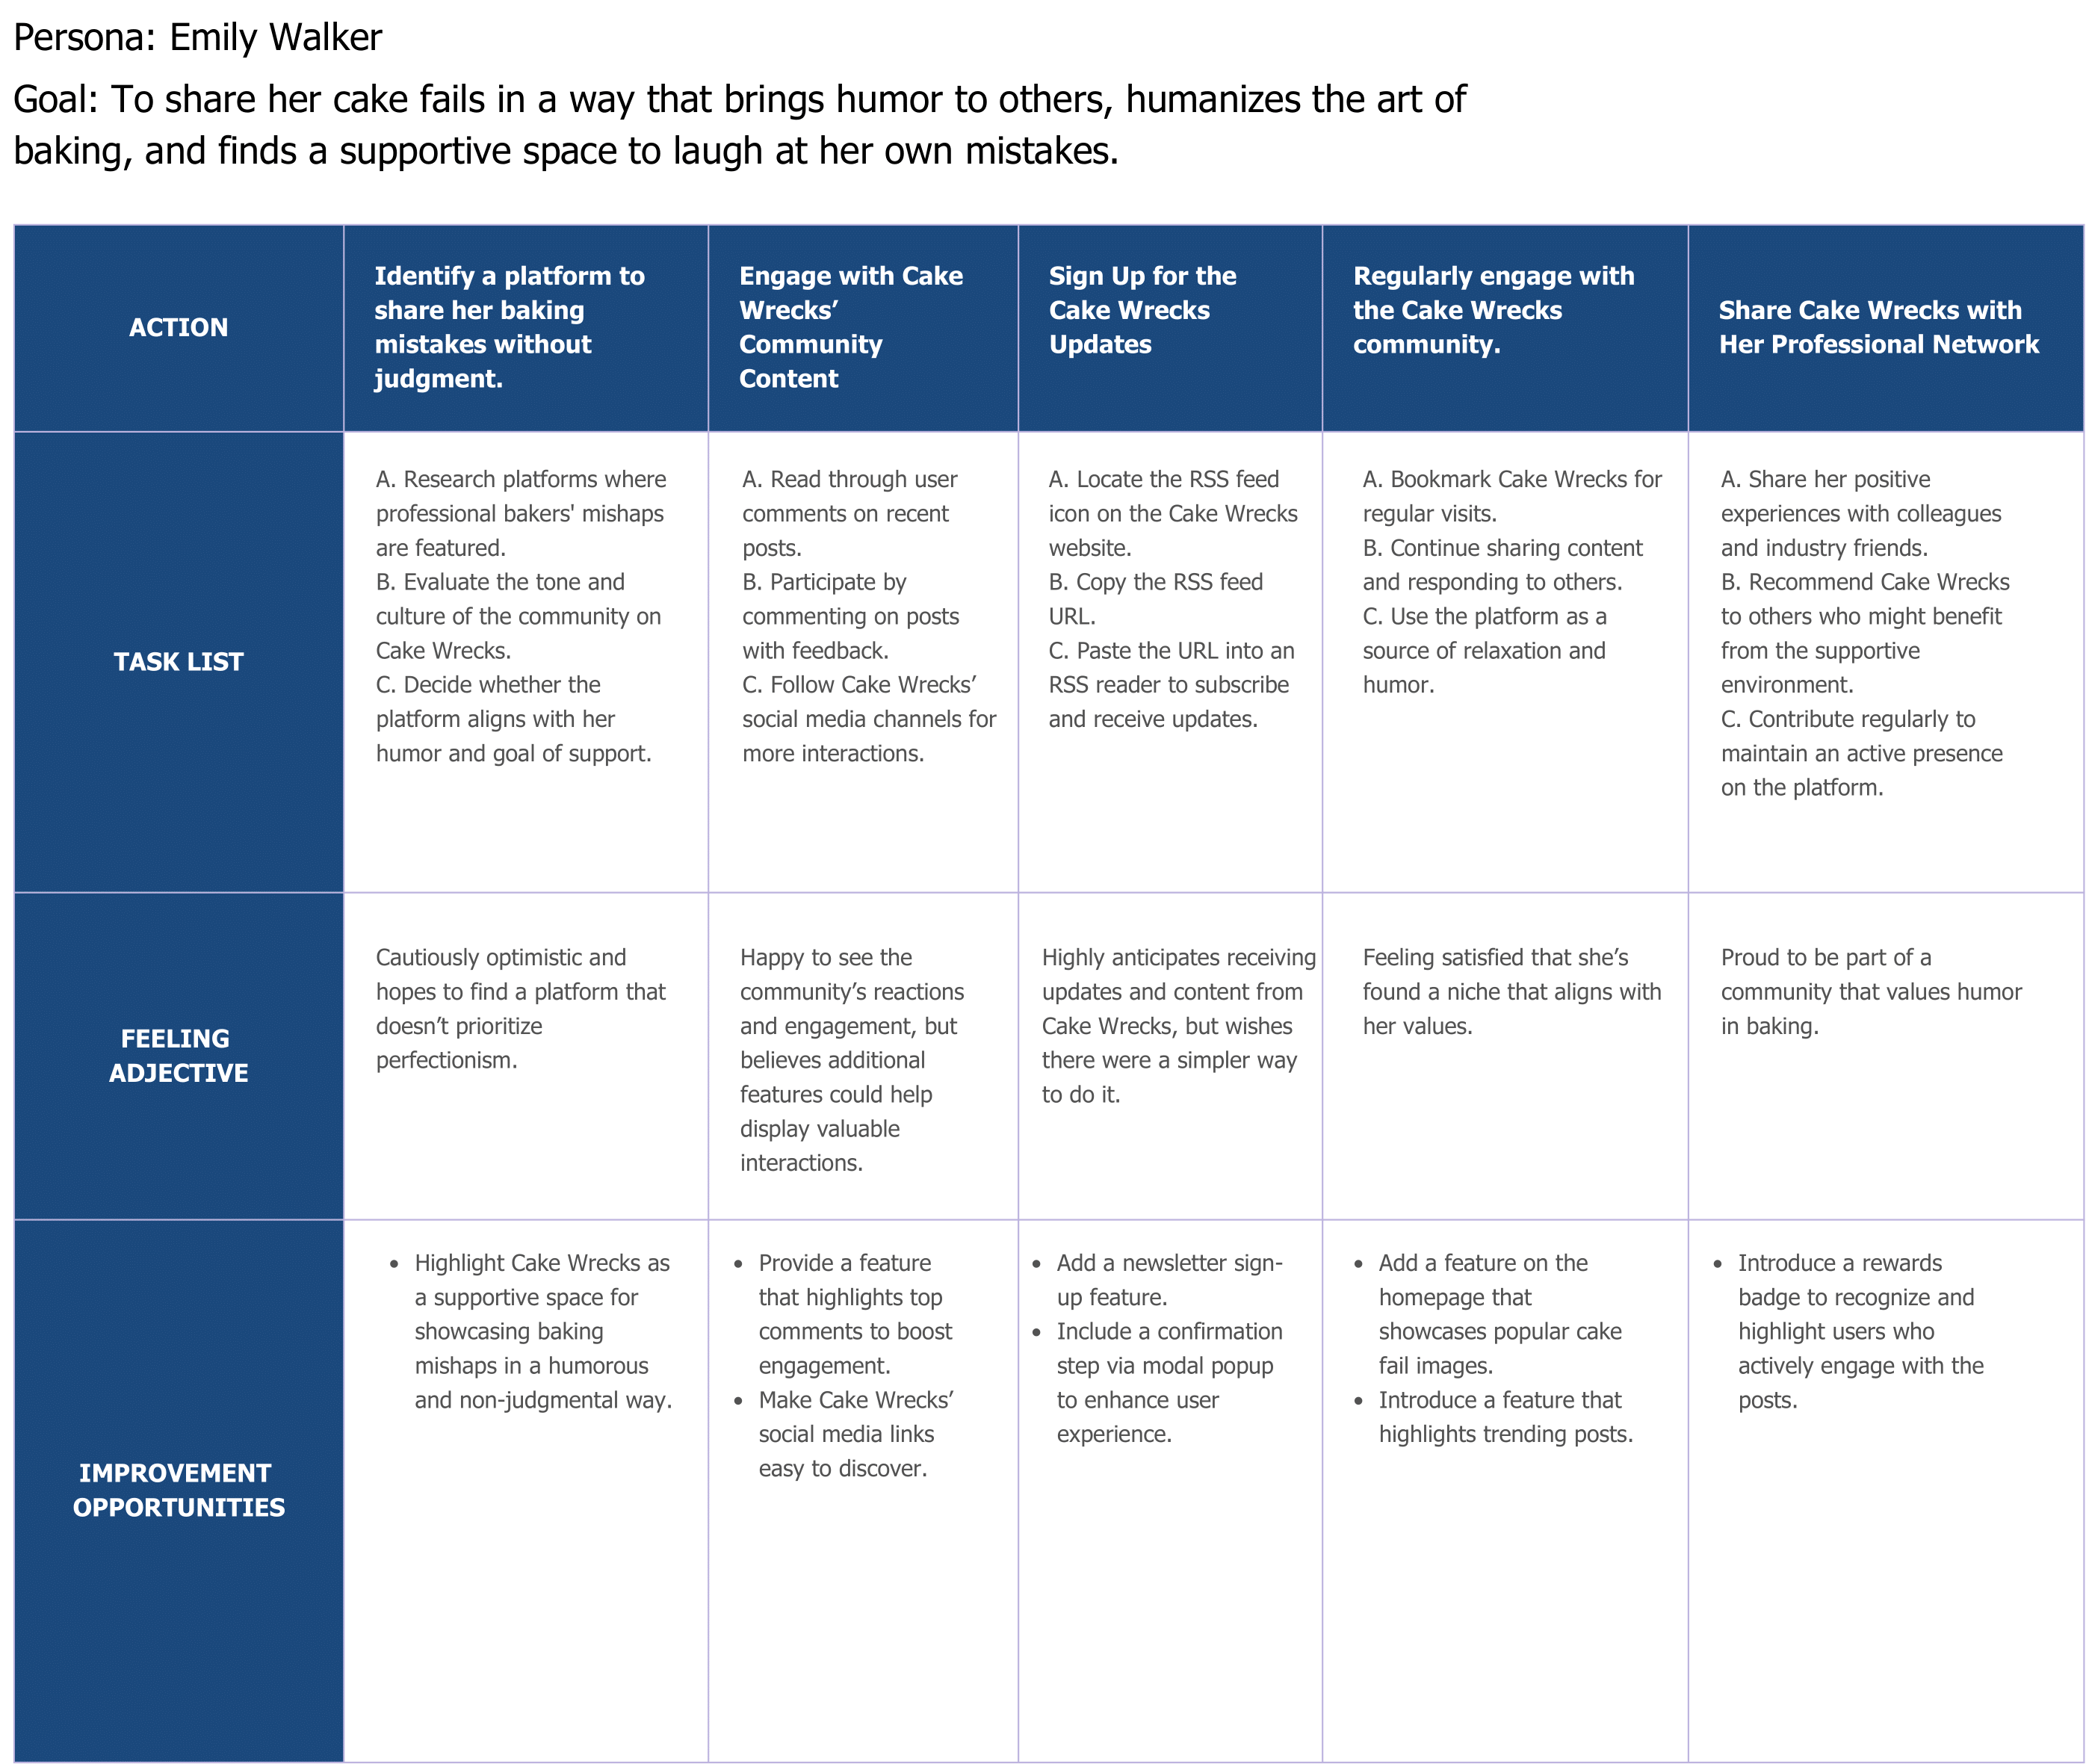 Persona: Emily Walker
Goal: To share her cake fails in a way that brings humor to others, humanizes the art of
baking, and finds a supportive space to laugh at her own mistakes.
ACTION
Identify a platform to
share her baking
mistakes without
judgment.
Engage with Cake
Wrecks’
Community
Content
Sign Up for the
Cake Wrecks
Updates
Regularly engage with
the Cake Wrecks
community.
Share Cake Wrecks with
Her Professional Network
TASK LIST
A. Research platforms where
professional bakers' mishaps
are featured.
B. Evaluate the tone and
culture of the community on
Cake Wrecks.
C. Decide whether the
platform aligns with her
humor and goal of support.
A. Read through user
comments on recent
posts.
B. Participate by
commenting on posts
with feedback.
C. Follow Cake Wrecks’
social media channels for
more interactions.
A. Locate the RSS feed
icon on the Cake Wrecks
website.
B. Copy the RSS feed
URL.
C. Paste the URL into an
RSS reader to subscribe
and receive updates.
A. Bookmark Cake Wrecks for
regular visits.
B. Continue sharing content
and responding to others.
C. Use the platform as a
source of relaxation and
humor.
A. Share her positive
experiences with colleagues
and industry friends.
B. Recommend Cake Wrecks
to others who might benefit
from the supportive
environment.
C. Contribute regularly to
maintain an active presence
on the platform.
FEELING
ADJECTIVE
Cautiously optimistic and
hopes to find a platform that
doesn’t prioritize
perfectionism.
Happy to see the
community’s reactions
and engagement, but
believes additional
features could help
display valuable
interactions.
Highly anticipates receiving
updates and content from
Cake Wrecks, but wishes
there were a simpler way
to do it.
Feeling satisfied that she’s
found a niche that aligns with
her values.
Proud to be part of a
community that values humor
in baking.
IMPROVEMENT
OPPORTUNITIES
• Highlight Cake Wrecks as
a supportive space for
showcasing baking
mishaps in a humorous
and non-judgmental way.
• Provide a feature
that highlights top
comments to boost
engagement.
• Make Cake Wrecks’
social media links
easy to discover.
• Add a newsletter sign-
up feature.
• Include a confirmation
step via modal popup
to enhance user
experience.
• Add a feature on the
homepage that
showcases popular cake
fail images.
• Introduce a feature that
highlights trending posts.
• Introduce a rewards
badge to recognize and
highlight users who
actively engage with the
posts.